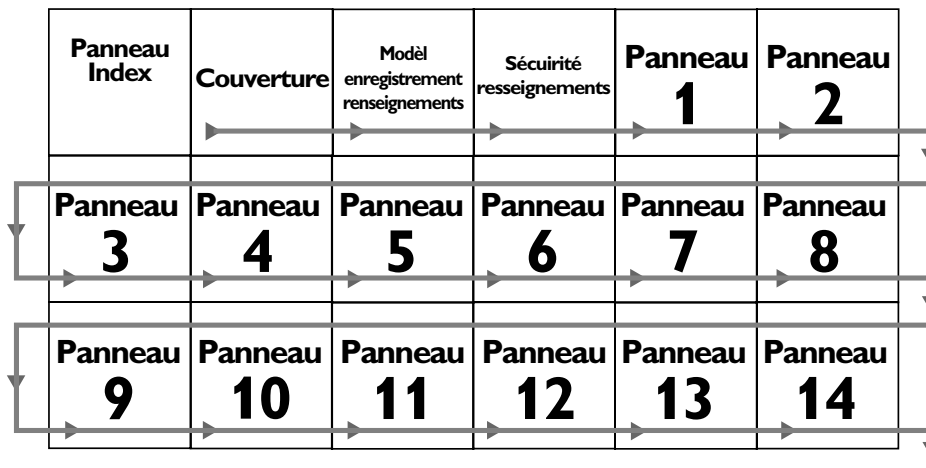 Panneau
Index
Couverture
Modèl
enregistrement
renseignements
Sécuirité
resseignements
Panneau
1
Panneau
2
Panneau
3
Panneau
4
Panneau
5
Panneau
6
Panneau
7
Panneau
8
Panneau
9
Panneau
10
Panneau
11
Panneau
12
Panneau
13
Panneau
14